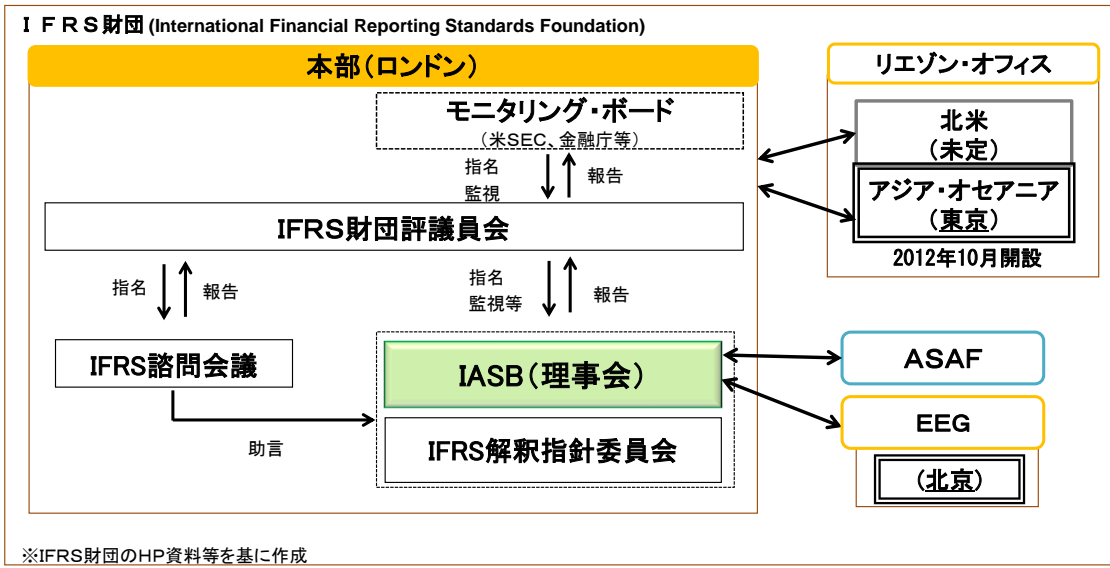 ＩＦＲＳ財団 (International Financial Reporting Standards Foundation)
本部（ロンドン）
モニタリング・ボード
（米SEC、金融庁等）
指名
監視
報告
IFRS財団評議員会
指名
報告
指名
監視等
報告
IFRS諮問会議
IASB（理事会）
助言
IFRS解釈指針委員会
リエゾン・オフィス
北米
（未定）
アジア・オセアニア
（東京）
2012年10月開設
ASAF
EEG
（北京）
※IFRS財団のHP資料等を基に作成